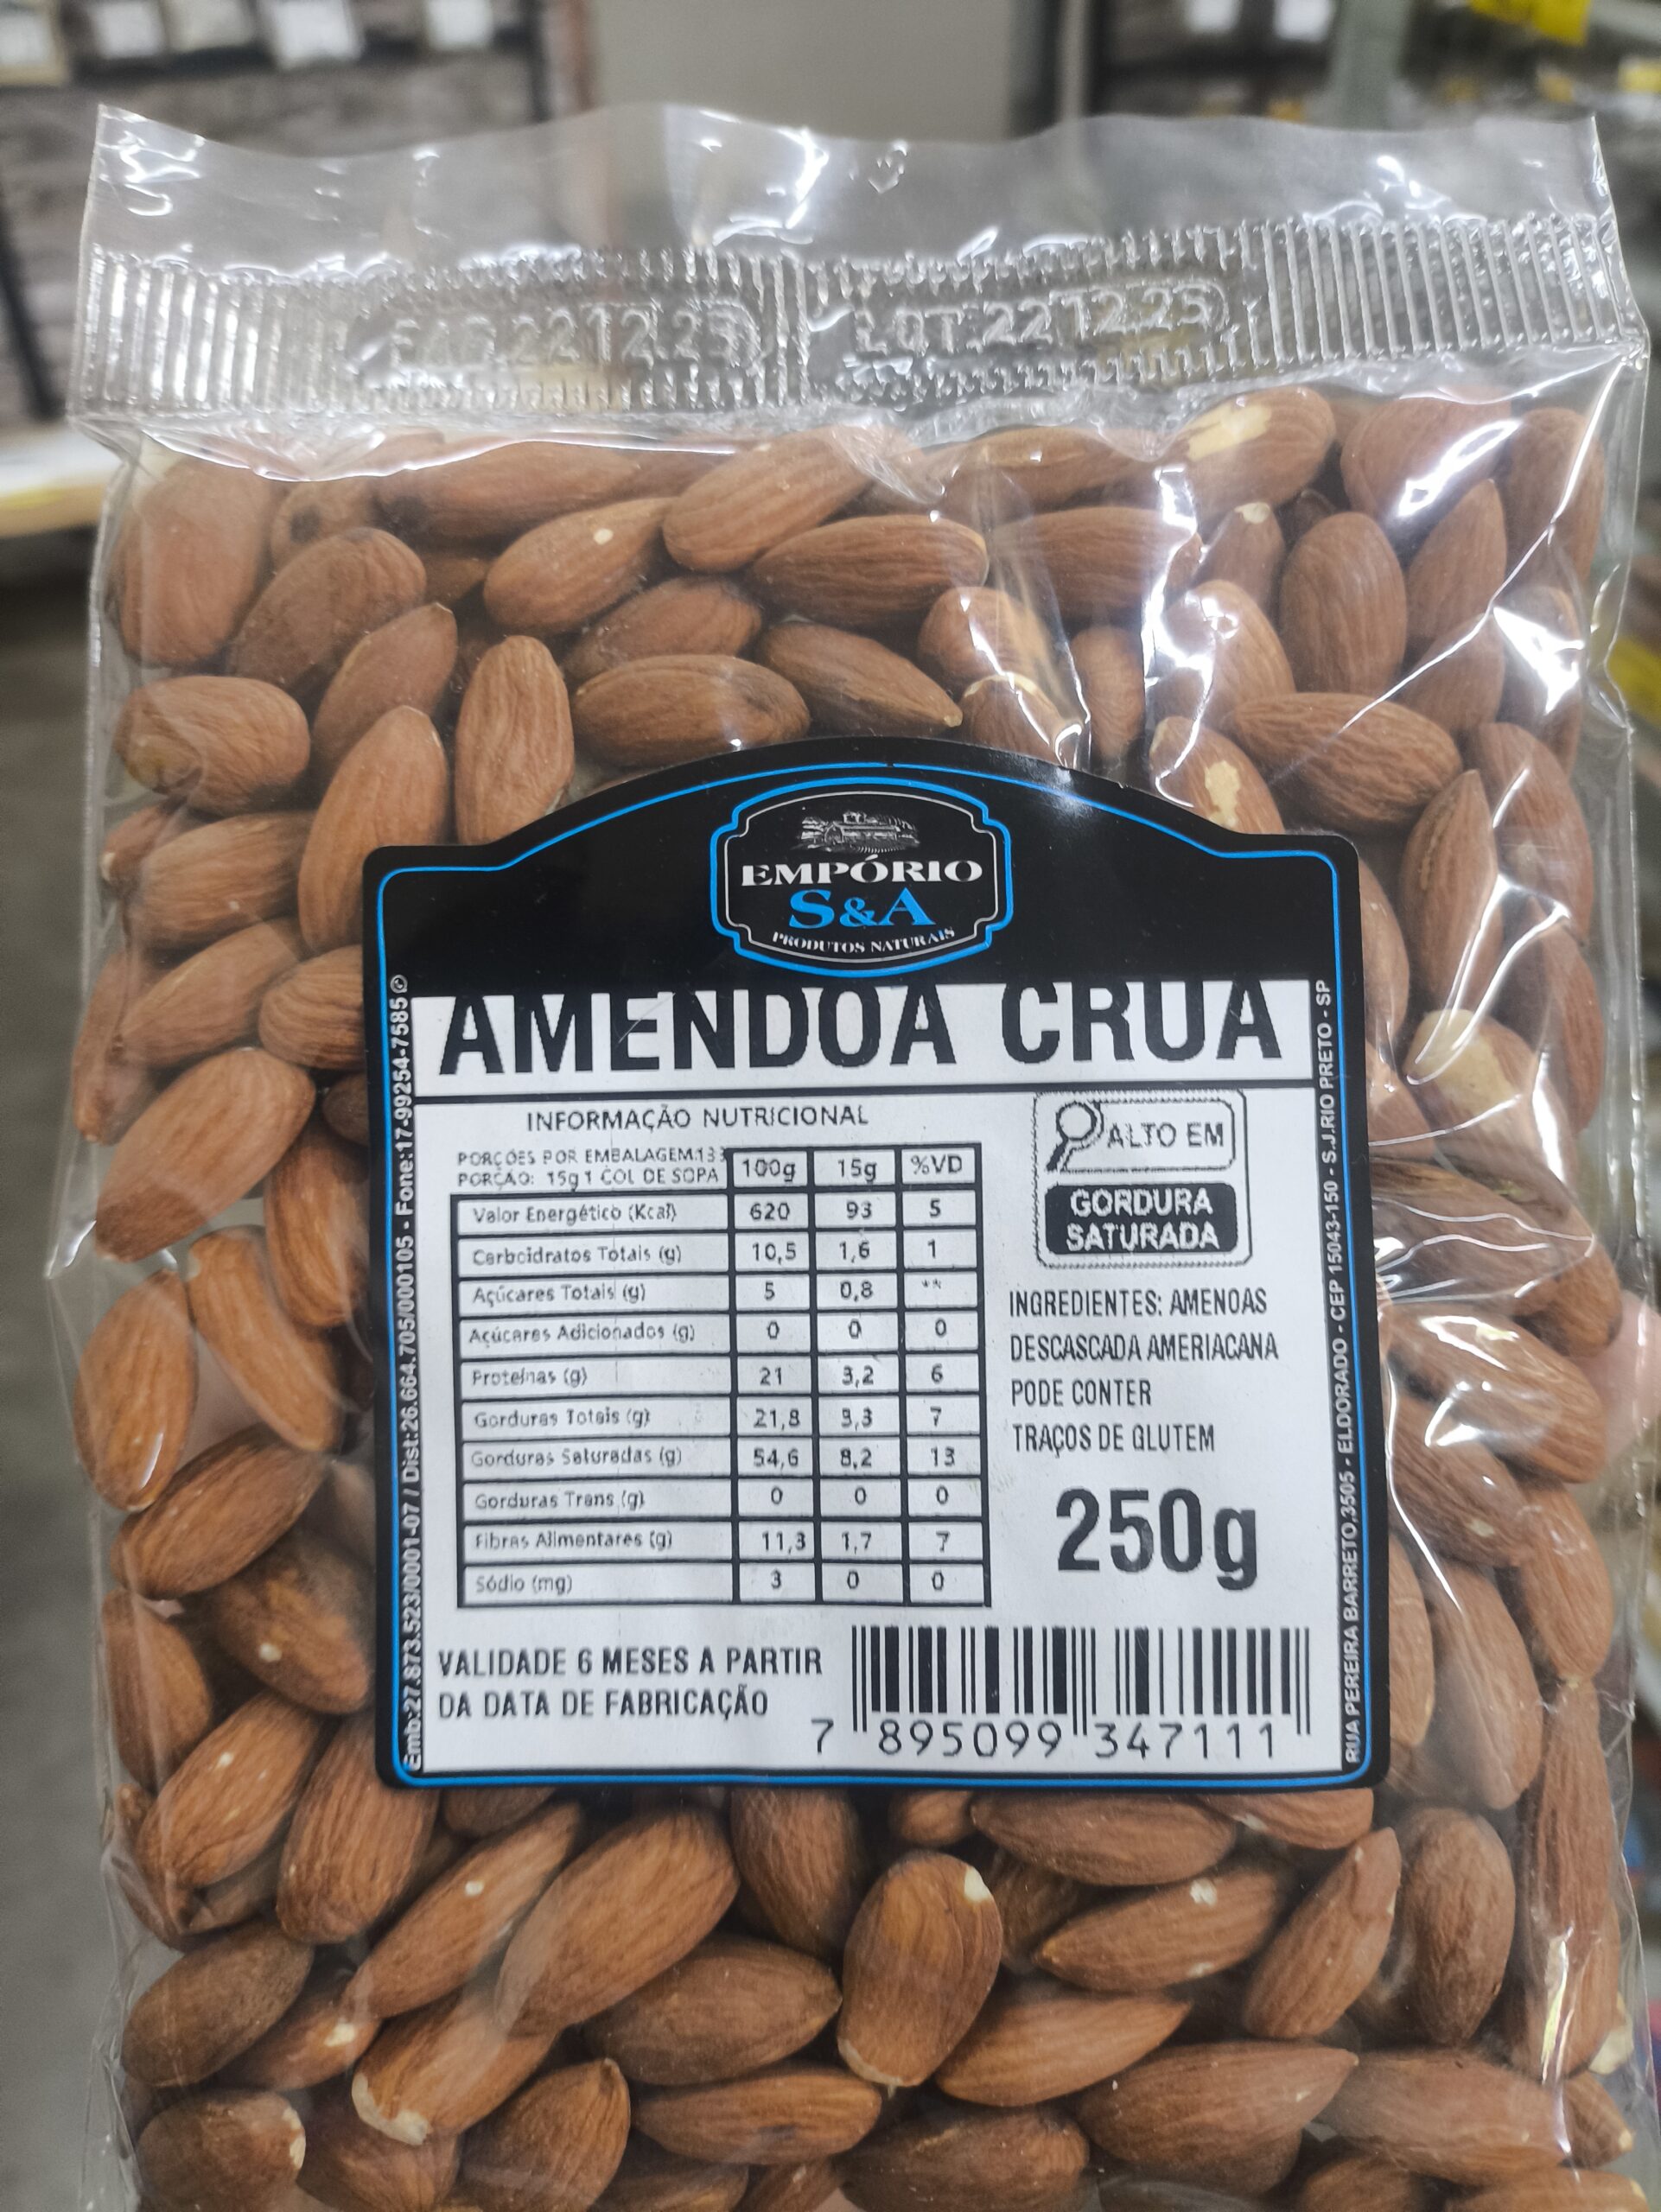 FAB.221225
LOT.221225
EMPÓRIO
S&A
PRODUTOS NATURAIS
AMENDOA CRUA
INFORMAÇÃO NUTRICIONAL
PORÇOES POR EMBALAGEM:133
PORÇAO: 15g 1 COL DE SOPA
100g 15g %VD
Valor Energético (Kcal) 620 93 5
Carboidratos Totais (g) 10,5 1,6 1
Açúcares Totais (g) 5 0,8 **
Açúcares Adicionados (g) 0 0 0
Proteínas (g) 21 3,2 6
Gorduras Totais (g) 21,8 3,3 7
Gorduras Saturadas (g) 54,6 8,2 13
Gorduras Trans (g) 0 0 0
Fibras Alimentares (g) 11,3 1,7 7
Sódio (mg) 3 0 0
ALTO EM
GORDURA
SATURADA
INGREDIENTES: AMENOAS
DESCASCADA AMERIACANA
PODE CONTER
TRAÇOS DE GLUTEM
250g
VALIDADE 6 MESES A PARTIR
DA DATA DE FABRICAÇÃO
7 895099 347111
Emb:27.873.523/0001-07 / Dist:26.664.705/000105 - Fone:17-99254-7585
RUA PEREIRA BARRETO,3505 - ELDORADO - CEP 15043-150 - S.J.RIO PRETO - SP